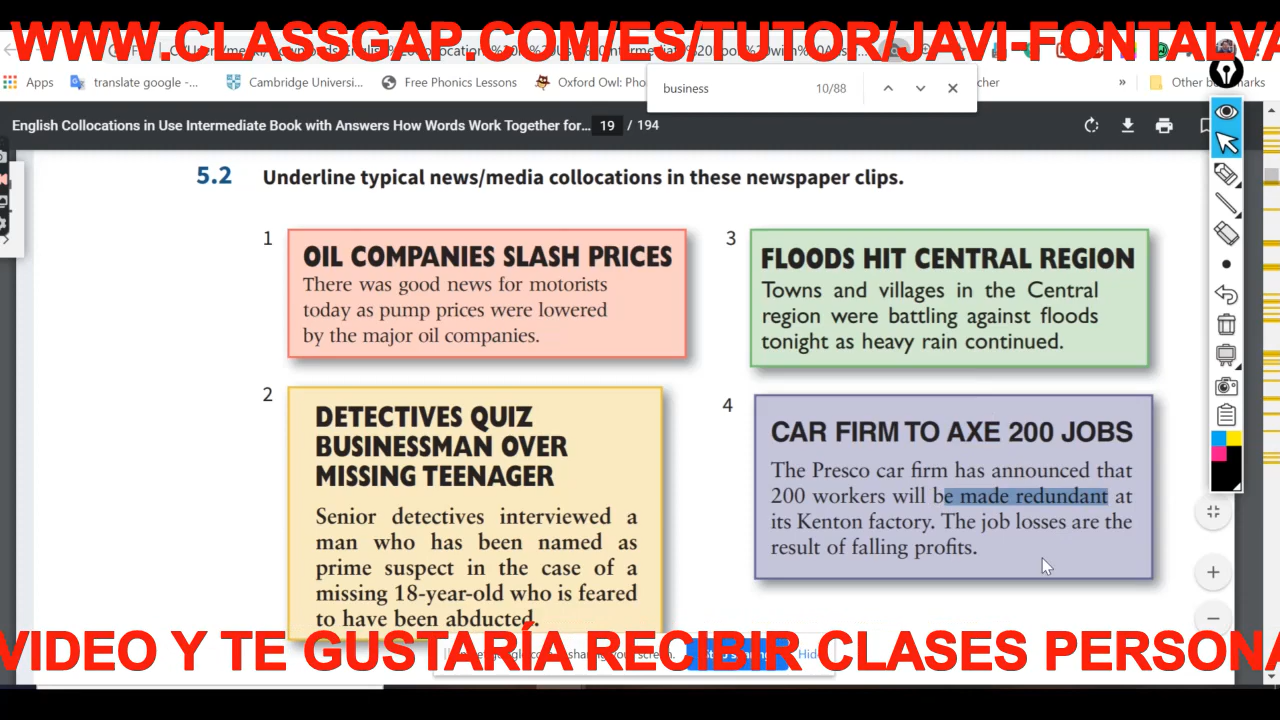 WWW.CLASSGAP.COM/ES/TUTOR/JAVI-FONTALVA
Apps
translate google -...
Cambridge Universi...
Free Phonics Lessons
Oxford Owl: Pho
business
10/88
cher
»
Other bookmarks
English Collocations in Use Intermediate Book with Answers How Words Work Together for...
19 / 194
5.2 Underline typical news/media collocations in these newspaper clips.
1
OIL COMPANIES SLASH PRICES
There was good news for motorists
today as pump prices were lowered
by the major oil companies.
2
DETECTIVES QUIZ
BUSINESSMAN OVER
MISSING TEENAGER
Senior detectives interviewed a
man who has been named as
prime suspect in the case of a
missing 18-year-old who is feared
to have been abducted.
3
FLOODS HIT CENTRAL REGION
Towns and villages in the Central
region were battling against floods
tonight as heavy rain continued.
4
CAR FIRM TO AXE 200 JOBS
The Presco car firm has announced that
200 workers will be made redundant at
its Kenton factory. The job losses are the
result of falling profits.
VIDEO Y TE GUSTARÍA RECIBIR CLASES PERSONA
Hide